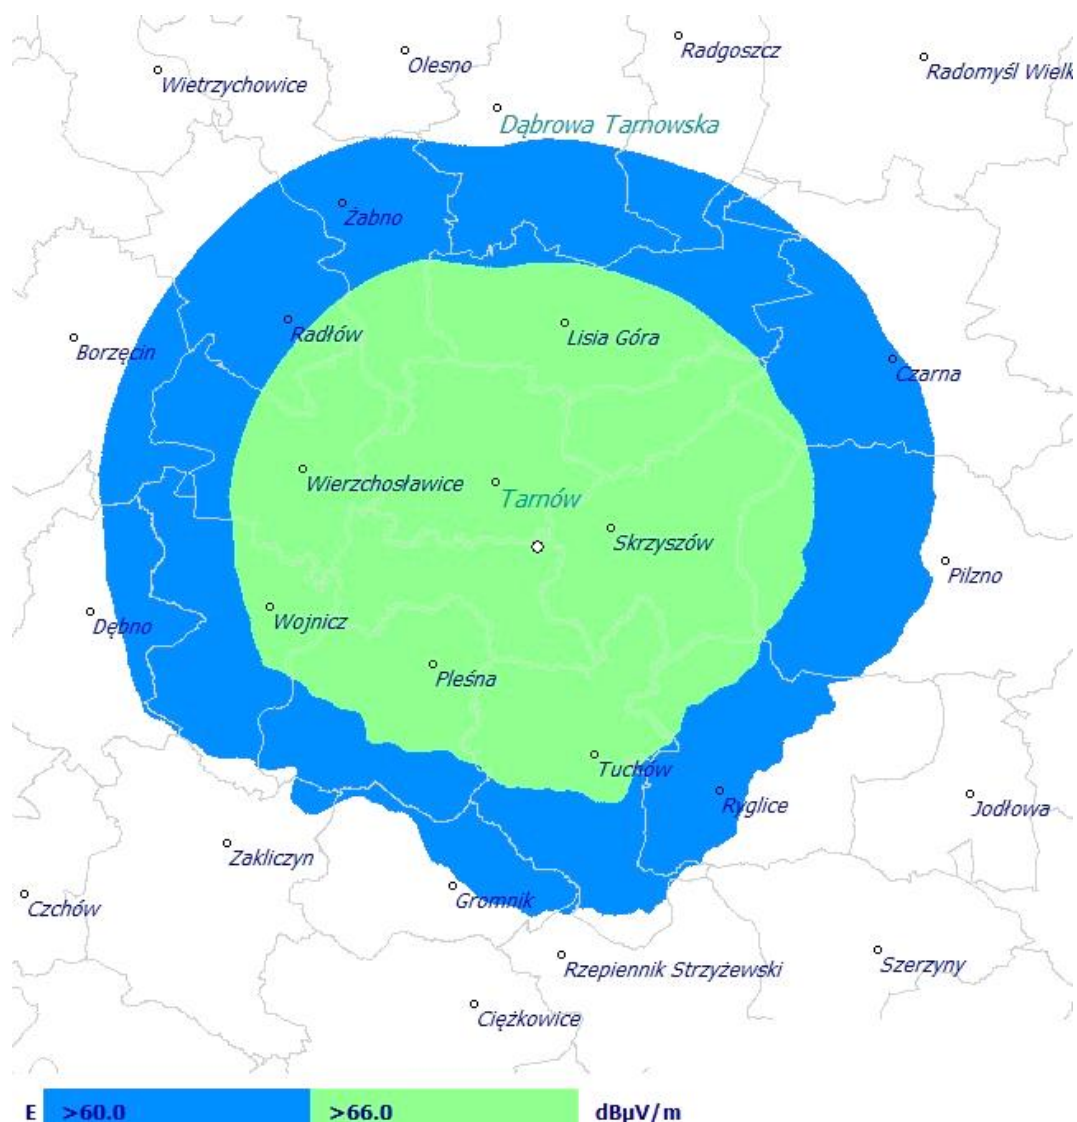 Radgoszcz
Olesno
Radomyśl Wielk
Wietrzychowice
Dąbrowa Tarnowska
Żabno
Radłów
Lisia Góra
Borzęcin
Czarna
Wierzchosławice
Tarnów
Skrzyszów
Pilzno
Wojnicz
Dębno
Pleśna
Tuchów
Ryglice
Jodłowa
Zakliczyn
Gromnik
Czchów
Rzepiennik Strzyżewski
Szerzyny
Ciężkowice
E >60.0 >66.0 dBµV/m